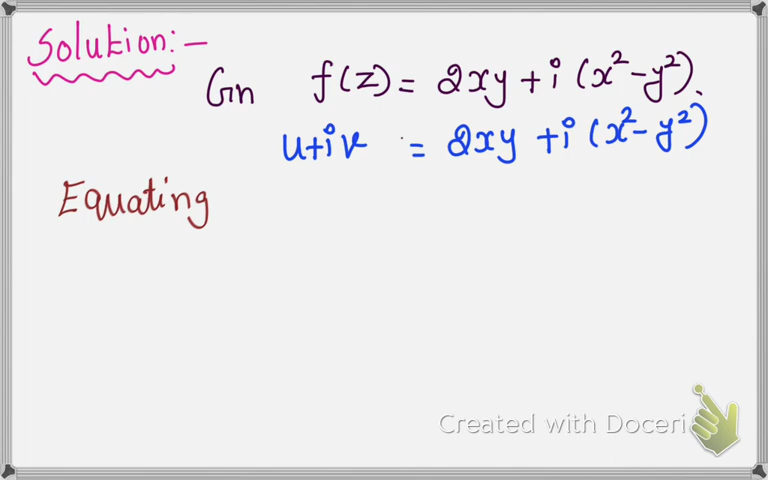 Solution:-
Gn f(z) = 2xy + i (x² - y²).
u+iv = 2xy + i (x² - y²)
Equating
Created with Doceri